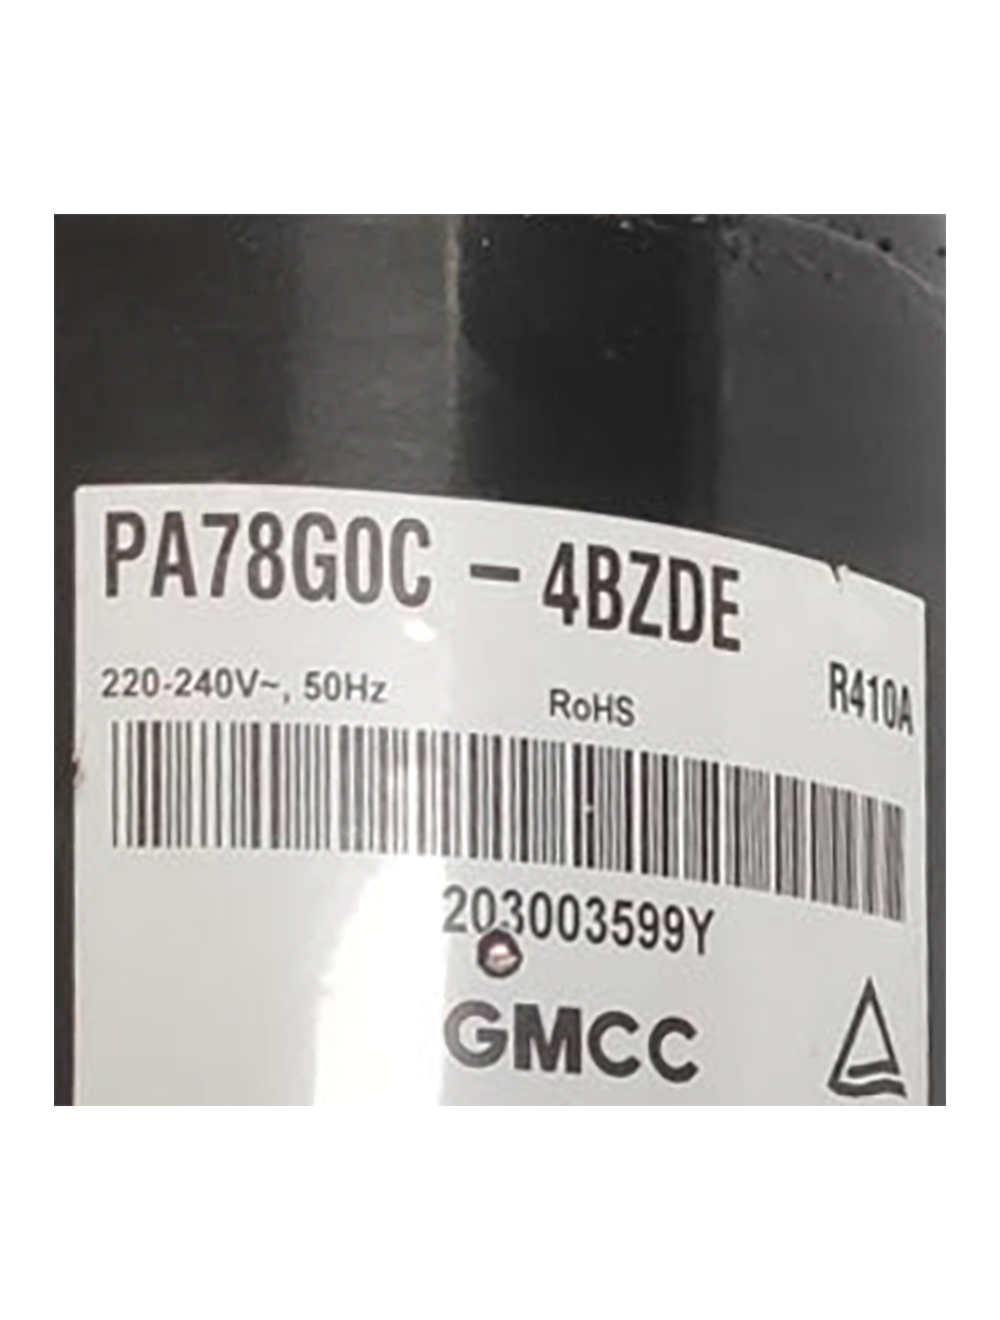 PA78G0C - 4BZDE
220-240V~, 50Hz RoHS R410A
203003599Y
GMCC